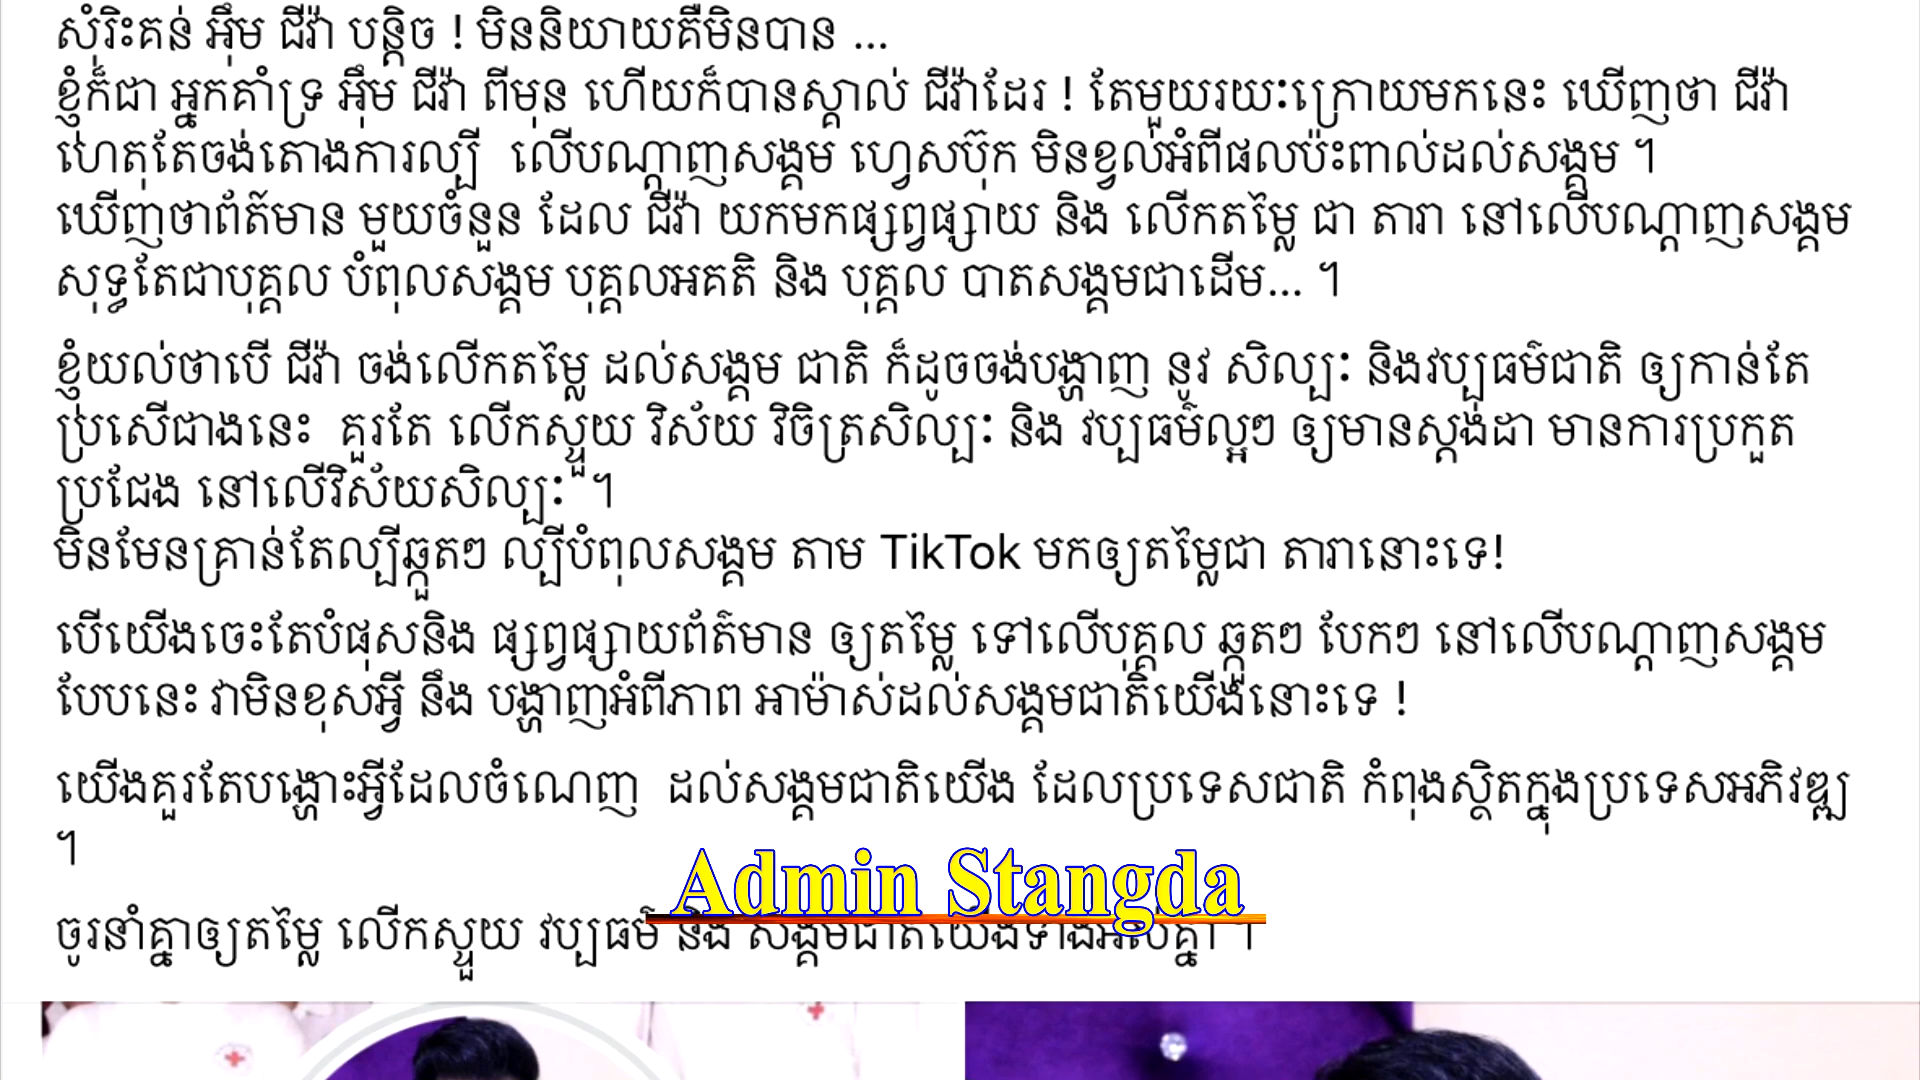 សុំរិះគន់ អ៊ឹម ជីវ៉ា បន្តិច ! មិននិយាយគឺមិនបាន ...
ខ្ញុំក៏ជា អ្នកគាំទ្រ អ៊ឹម ជីវ៉ា ពីមុន ហើយក៏បានស្គាល់ ជីវ៉ាដែរ ! តែមួយរយៈក្រោយមកនេះ ឃើញថា ជីវ៉ា
ហេតុតែចង់តោងការល្បី លើបណ្ដាញសង្គម ហ្វេសប៊ុក មិនខ្វល់អំពីផលប៉ះពាល់ដល់សង្គម ។
ឃើញថាព័ត៌មាន មួយចំនួន ដែល ជីវ៉ា យកមកផ្សព្វផ្សាយ និង លើកតម្លៃ ជា តារា នៅលើបណ្ដាញសង្គម
សុទ្ធតែជាបុគ្គល បំពុលសង្គម បុគ្គលអគតិ និង បុគ្គល បាតសង្គមជាដើម... ។
ខ្ញុំយល់ថាបើ ជីវ៉ា ចង់លើកតម្លៃ ដល់សង្គម ជាតិ ក៏ដូចចង់បង្ហាញ នូវ សិល្បៈ និងវប្បធម៌ជាតិ ឲ្យកាន់តែ
ប្រសើជាងនេះ គួរតែ លើកស្ទួយ វិស័យ វិចិត្រសិល្បៈ និង វប្បធម៌ល្អៗ ឲ្យមានស្តង់ដា មានការប្រកួត
ប្រជែង នៅលើវិស័យសិល្បៈ ។
មិនមែនគ្រាន់តែល្បីឆ្កួតៗ ល្បីបំពុលសង្គម តាម TikTok មកឲ្យតម្លៃជា តារានោះទេ!
បើយើងចេះតែបំផុសនិង ផ្សព្វផ្សាយព័ត៌មាន ឲ្យតម្លៃ ទៅលើបុគ្គល ឆ្កួតៗ បែកៗ នៅលើបណ្ដាញសង្គម
បែបនេះ វាមិនខុសអ្វី នឹង បង្ហាញអំពីភាព អាម៉ាស់ដល់សង្គមជាតិយើងនោះទេ !
យើងគួរតែបង្ហោះអ្វីដែលចំណេញ ដល់សង្គមជាតិយើង ដែលប្រទេសជាតិ កំពុងស្ថិតក្នុងប្រទេសអភិវឌ្ឍ
។
Admin Stangda
ចូរនាំគ្នាឲ្យតម្លៃ លើកស្ទួយ វប្បធម៌ និង សង្គមជាតិយើងទាំងអស់គ្នា ។